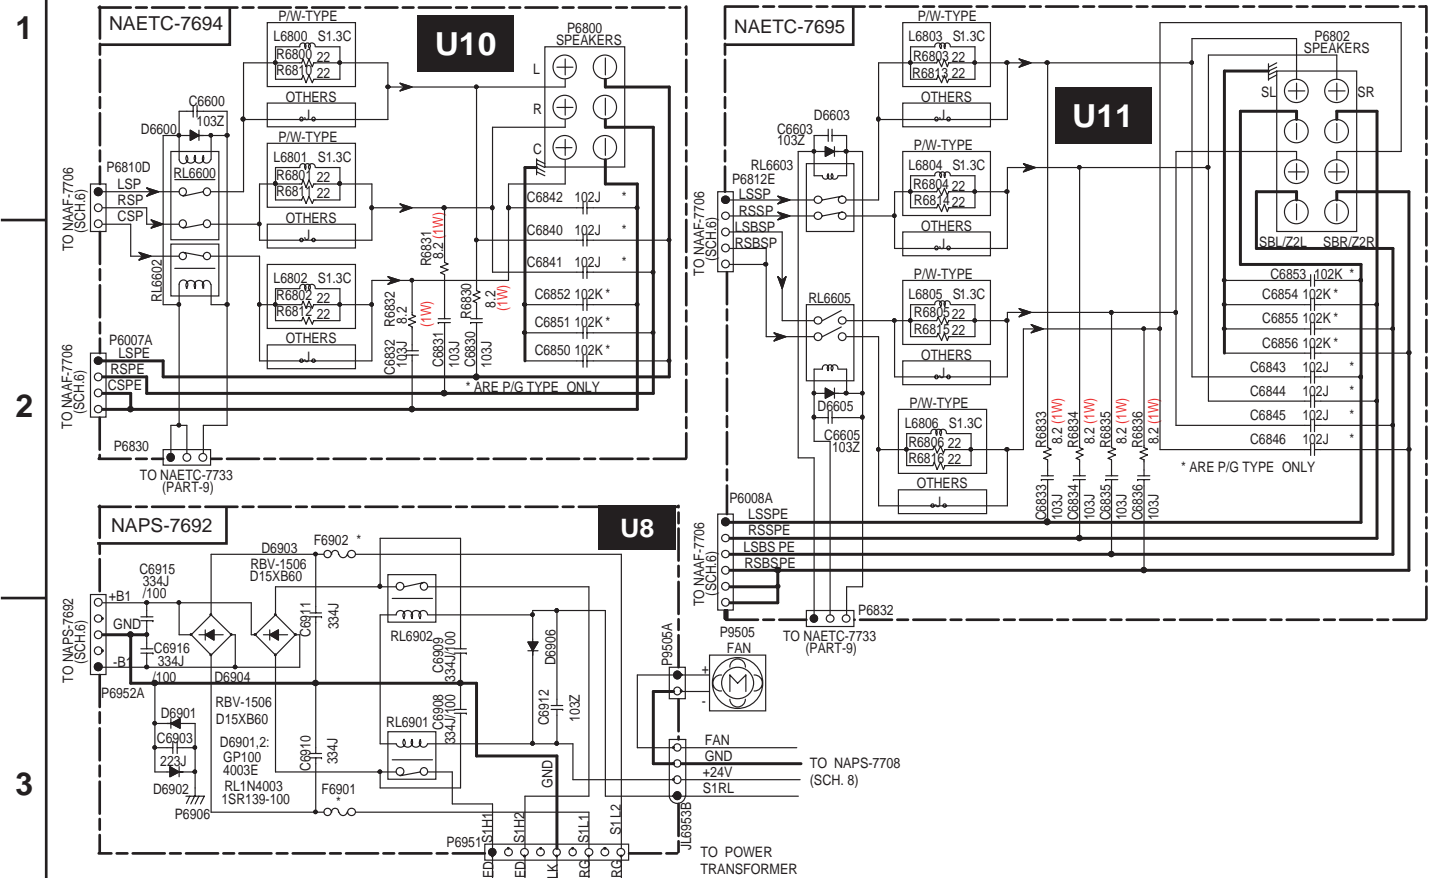 1
2
3
NAETC-7694
U10
P/W-TYPE
L6800 S1.3C
R6800 22
R6810 22
OTHERS
P/W-TYPE
L6801 S1.3C
R6801 22
R6811 22
OTHERS
L6802 S1.3C
R6802 22
R6812 22
OTHERS
P6800
SPEAKERS
L
R
C
C6600
103Z
D6600
RL6600
RL6602
P6810D
LSP
RSP
CSP
TO NAAF-7706
(SCH.6)
P6007A
LSPE
RSPE
CSPE
TO NAAF-7706
(SCH.6)
P6830
TO NAETC-7733
(PART-9)
C6842 102J *
C6840 102J *
C6841 102J *
C6852 102K *
C6851 102K *
C6850 102K *
R6831
8.2 (1W)
R6832
8.2
(1W)
R6830
8.2
(1W)
C6832
103J
C6831
103J
C6830
103J
* ARE P/G TYPE ONLY
NAETC-7695
U11
P/W-TYPE
L6803 S1.3C
R6803 22
R6813 22
OTHERS
P/W-TYPE
L6804 S1.3C
R6804 22
R6814 22
OTHERS
P/W-TYPE
L6805 S1.3C
R6805 22
R6815 22
OTHERS
P/W-TYPE
L6806 S1.3C
R6806 22
R6816 22
OTHERS
P6802
SPEAKERS
SL
SR
SBL/Z2L
SBR/Z2R
D6603
C6603
103Z
RL6603
P6812E
LSSP
RSSP
LSBSP
RSBSP
TO NAAF-7706
(SCH.6)
RL6605
D6605
C6605
103Z
C6853 102K *
C6854 102K *
C6855 102K *
C6856 102K *
C6843 102J *
C6844 102J *
C6845 102J *
C6846 102J *
* ARE P/G TYPE ONLY
R6833
8.2 (1W)
R6834
8.2 (1W)
R6835
8.2 (1W)
R6836
8.2 (1W)
C6833
103J
C6834
103J
C6835
103J
C6836
103J
P6008A
LSSPE
RSSPE
LSBSPE
RSBSPE
TO NAAF-7706
(SCH.6)
P6832
TO NAETC-7733
(PART-9)
NAPS-7692
U8
D6903
RBV-1506
D15XB60
F6902 *
C6915
334J
/100
+B1
GND
-B1
TO NAPS-7692
(SCH.6)
C6916
334J
/100
P6952A
D6904
RBV-1506
D15XB60
C6911
334J
RL6902
C6909
334J/100
D6906
C6908
334J/100
C6912
103Z
RL6901
C6910
334J
D6901
C6903
223J
D6902
P6906
D6901,2:
GP100
4003E
RL1N4003
1SR139-100
F6901
*
GND
P6951
S1H1
S1H2
S1L1
S1L2
ED
ED
LK
RG
RG
TO POWER
TRANSFORMER
P9505A
P9505
FAN
+
-
M
FAN
GND
+24V
S1RL
JL6953B
TO NAPS-7708
(SCH. 8)